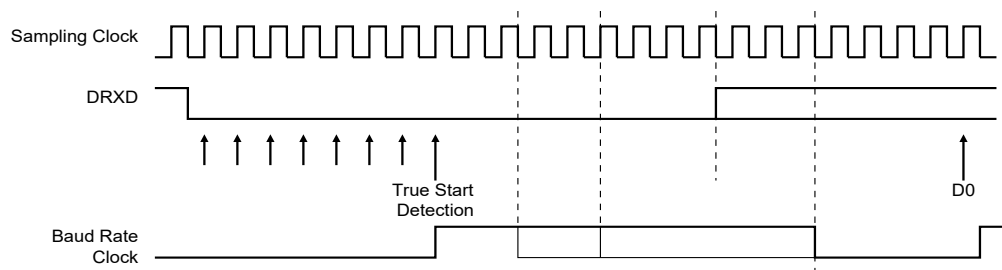 Sampling Clock
DRXD
True Start
Detection
D0
Baud Rate
Clock